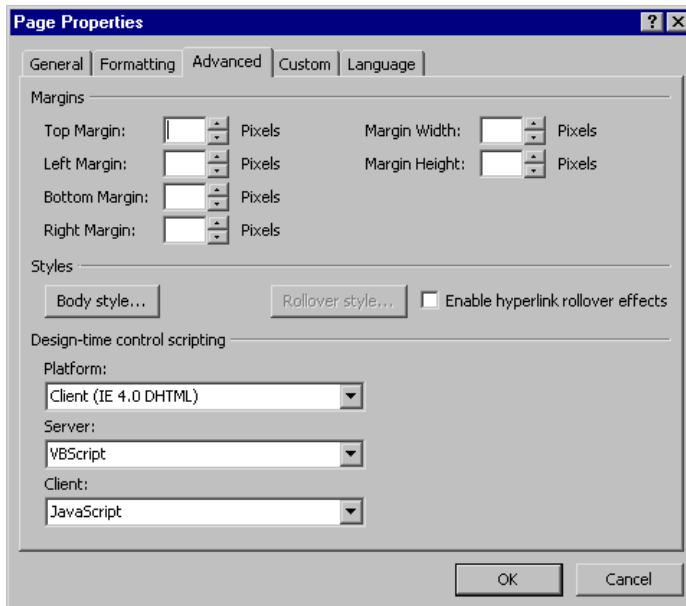 Page Properties
General Formatting Advanced Custom Language
Margins
Top Margin: Pixels Margin Width: Pixels
Left Margin: Pixels Margin Height: Pixels
Bottom Margin: Pixels
Right Margin: Pixels
Styles
Body style... Rollover style... Enable hyperlink rollover effects
Design-time control scripting
Platform:
Client (IE 4.0 DHTML)
Server:
VBScript
Client:
JavaScript
OK Cancel